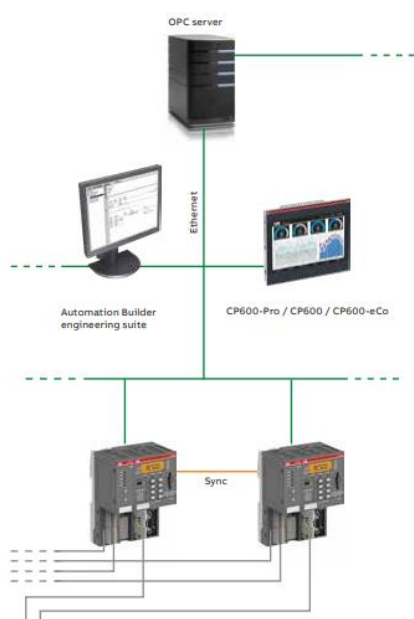 OPC server
Ethernet
Automation Builder
engineering suite
CP600-Pro / CP600 / CP600-eCo
Sync